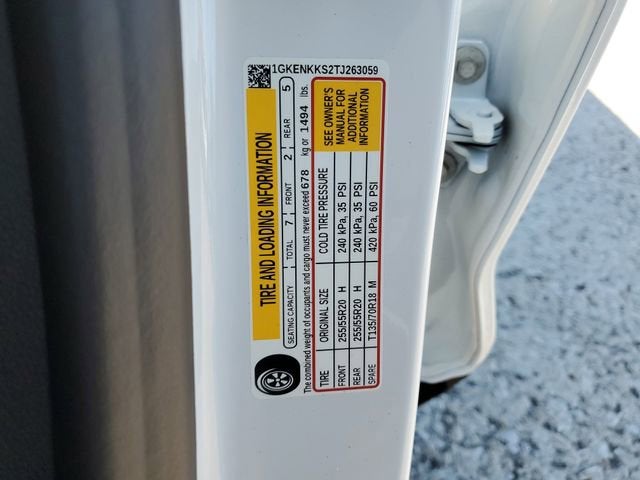 1GKENKKS2TJ263059
TIRE AND LOADING INFORMATION
SEATING CAPACITY TOTAL 7 FRONT 2 REAR 5
The combined weight of occupants and cargo must never exceed 678 kg or 1494 lbs.
TIRE ORIGINAL SIZE COLD TIRE PRESSURE SEE OWNER'S
FRONT 255/55R20 H 240 kPa, 35 PSI MANUAL FOR
REAR 255/55R20 H 240 kPa, 35 PSI ADDITIONAL
SPARE T135/70R18 M 420 kPa, 60 PSI INFORMATION